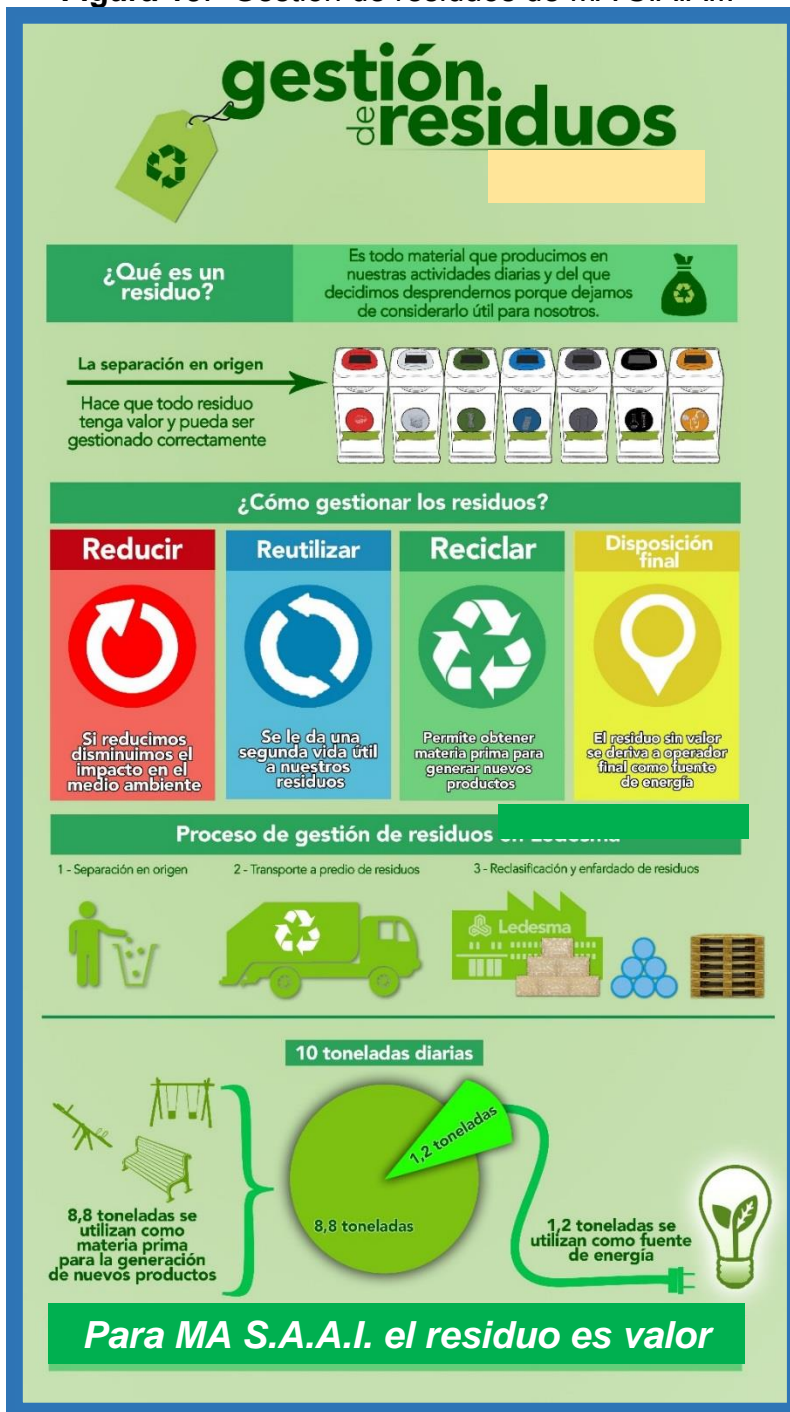 gestión
de residuos
¿Qué es un
residuo?
Es todo material que producimos en
nuestras actividades diarias y del que
decidimos desprendernos porque dejamos
de considerarlo útil para nosotros.
La separación en origen
Hace que todo residuo
tenga valor y pueda ser
gestionado correctamente
¿Cómo gestionar los residuos?
Reducir
Si reducimos
disminuimos el
impacto en el
medio ambiente
Reutilizar
Se le da una
segunda vida útil
a nuestros
residuos
Reciclar
Permite obtener
materia prima para
generar nuevos
productos
Disposición
final
El residuo sin valor
se deriva a operador
final como fuente
de energía
Proceso de gestión de residuos en Ledesma
1 - Separación en origen
2 - Transporte a predio de residuos
3 - Reclasificación y enfardado de residuos
Ledesma
10 toneladas diarias
1,2 toneladas
8,8 toneladas
8,8 toneladas se
utilizan como
materia prima
para la generación
de nuevos productos
1,2 toneladas se
utilizan como fuente
de energía
Para MA S.A.A.I. el residuo es valor